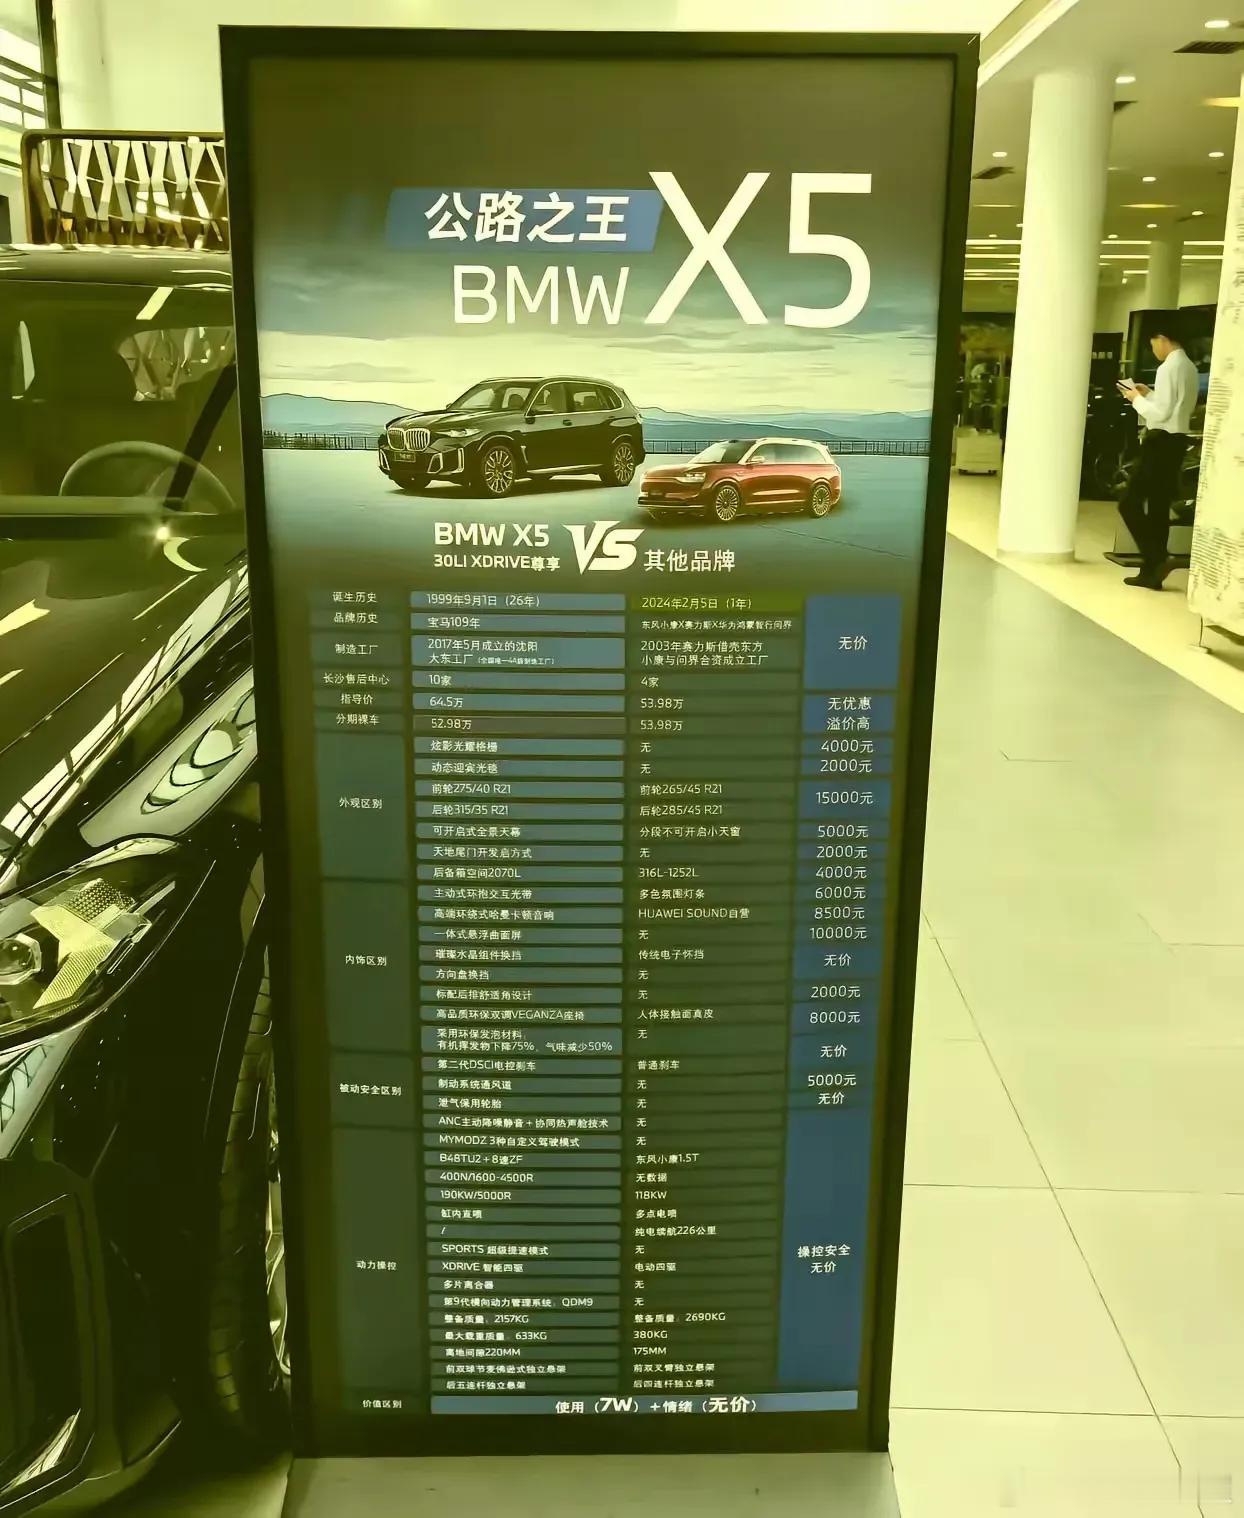 公路之王
BMW X5
BMW X5
30LI XDRIVE尊享
VS
其他品牌
诞生历史 1999年9月1日（26年） 2024年2月5日（1年）
品牌历史 宝马109年 东风小康X赛力斯X华为鸿蒙智行问界
无价
制造工厂 2017年5月成立的沈阳 2003年赛力斯借壳东方
大东工厂（全国唯一4A级制造工厂） 小康与问界合资成立工厂
长沙售后中心 10家 4家
指导价 64.5万 53.98万 无优惠
分期裸车 52.98万 53.98万 溢价高
外观区别
炫影光耀格栅 无 4000元
动态迎宾光毯 无 2000元
前轮275/40 R21 前轮265/45 R21
15000元
后轮315/35 R21 后轮285/45 R21
可开启式全景天幕 分段不可开启小天窗 5000元
天地尾门开发启方式 无 2000元
后备箱空间2070L 316L-1252L 4000元
内饰区别
主动式环抱交互光带 多色氛围灯条 6000元
高端环绕式哈曼卡顿音响 HUAWEI SOUND自营 8500元
一体式悬浮曲面屏 无 10000元
璀璨水晶组件换挡 传统电子怀挡
无价
方向盘换挡 无
标配后排舒适角设计 无 2000元
高品质环保双调VEGANZA座椅 人体接触面真皮 8000元
采用环保发泡材料: 无
有机挥发物下降75%、气味减少50%
无价
被动安全区别
第二代DSCI电控刹车 普通刹车
制动系统通风道 无 5000元
泄气保用轮胎 无 无价
动力操控
ANC主动降噪静音+协同热声舱技术 无
MYMODZ 3种自定义驾驶模式 无
B48TU2+8速ZF 东风小康1.5T
400N/1600-4500R 无数据
190KW/5000R 118KW
缸内直喷 多点电喷
/ 纯电续航226公里
SPORTS 超级提速模式 无
操控安全
无价
XDRIVE 智能四驱 电动四驱
多片离合器 无
第9代横向动力管理系统：QDM9 无
整备质量：2157KG 整备质量：2690KG
最大载重质量：633KG 380KG
离地间隙220MM 175MM
前双球节麦佛逊式独立悬架 前双叉臂独立悬架
后五连杆独立悬架 后四连杆独立悬架
价值区别 使用（7W）+情绪（无价）